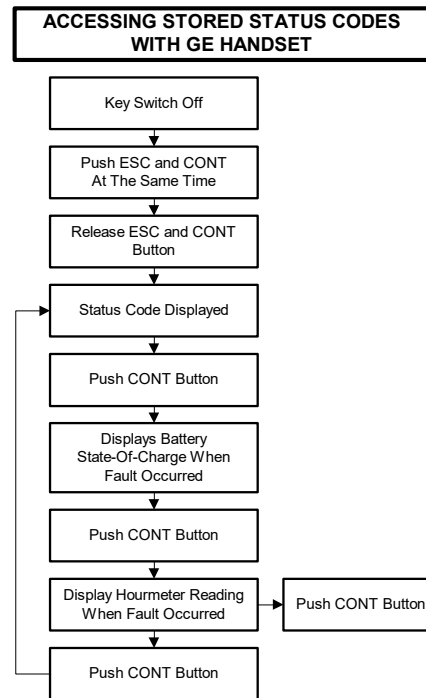 ACCESSING STORED STATUS CODES
WITH GE HANDSET
Key Switch Off
Push ESC and CONT
At The Same Time
Release ESC and CONT
Button
Status Code Displayed
Push CONT Button
Displays Battery
State-Of-Charge When
Fault Occurred
Push CONT Button
Display Hourmeter Reading
When Fault Occurred
Push CONT Button
Push CONT Button